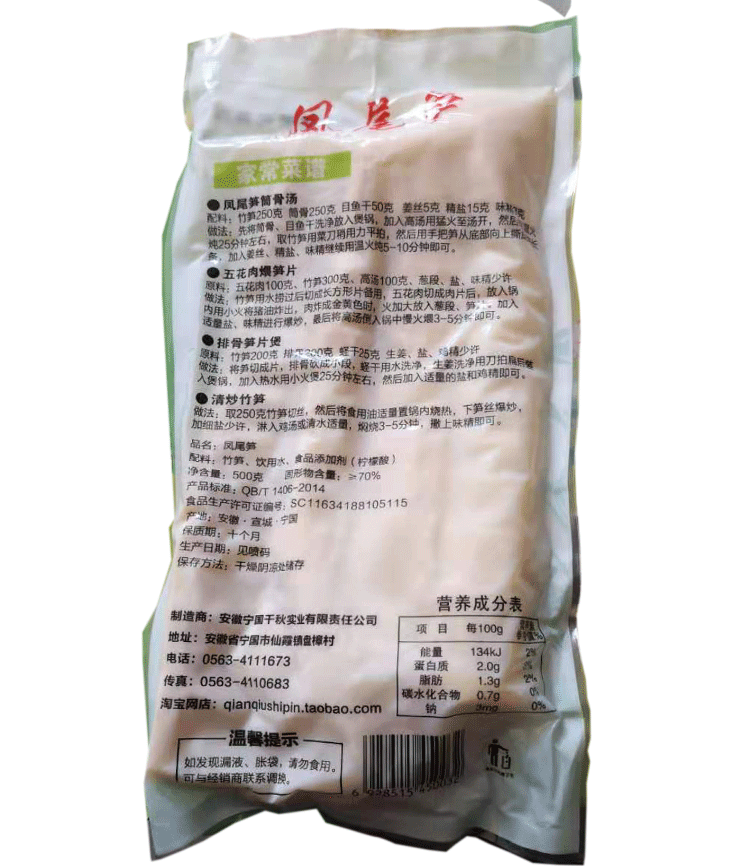 凤尾笋
家常菜谱
●凤尾笋筒骨汤
配料：竹笋250克 筒骨250克 目鱼干50克 姜丝5克 精盐15克 味精
做法：先将筒骨、目鱼干洗净放入煲锅，加入高汤用猛火至汤开，然后
炖25分钟左右，取竹笋用菜刀稍用力平拍，然后用手把笋从底部向上撕
条，加入姜丝、精盐、味精继续用温火炖5-10分钟即可。
●五花肉煨笋片
原料：五花肉100克、竹笋300克、高汤100克、葱段、盐、味精少许
做法：竹笋用水捞过后切成长方形片备用，五花肉切成肉片后，放入锅
内用小火将猪油炸出，肉炸成金黄色时，火加大放入葱段、笋 加入
适量盐、味精进行爆炒，最后将高汤倒入锅中慢火煨3-5分钟即可。
●排骨笋片煲
原料：竹笋200克 排骨200克 蛏干25克 生姜、盐、鸡精少许
做法：将笋切成片，排骨砍成小段，蛏干用水洗净，生姜洗净用刀拍扁后
入煲锅，加入热水用小火煲25分钟左右，然后加入适量的盐和鸡精即可。
●清炒竹笋
做法：取250克竹笋切丝，然后将食用油适量置锅内烧热，下笋丝爆炒，
加细盐少许，淋入鸡汤或清水适量，焖烧3-5分钟，撒上味精即可。
品名：凤尾笋
配料：竹笋、饮用水、食品添加剂（柠檬酸）
净含量：500克 固形物含量：≥70%
产品标准：QB/T 1406-2014
食品生产许可证编号：SC11634188105115
产地：安徽·宣城·宁国
保质期：十个月
生产日期：见喷码
保存方法：干燥阴凉处储存
制造商：安徽宁国千秋实业有限责任公司
地址：安徽省宁国市仙霞镇盘樟村
电话：0563-4111673
传真：0563-4110683
淘宝网店：qianqiushipin.taobao.com
营养成分表
项 目 每100g 营养素参考值%
能量 134kJ 2%
蛋白质 2.0g
脂肪 1.3g 2%
碳水化合物 0.7g 0%
钠 3mg 0%
温馨提示
如发现漏液、胀袋，请勿食用。
可与经销商联系调换。